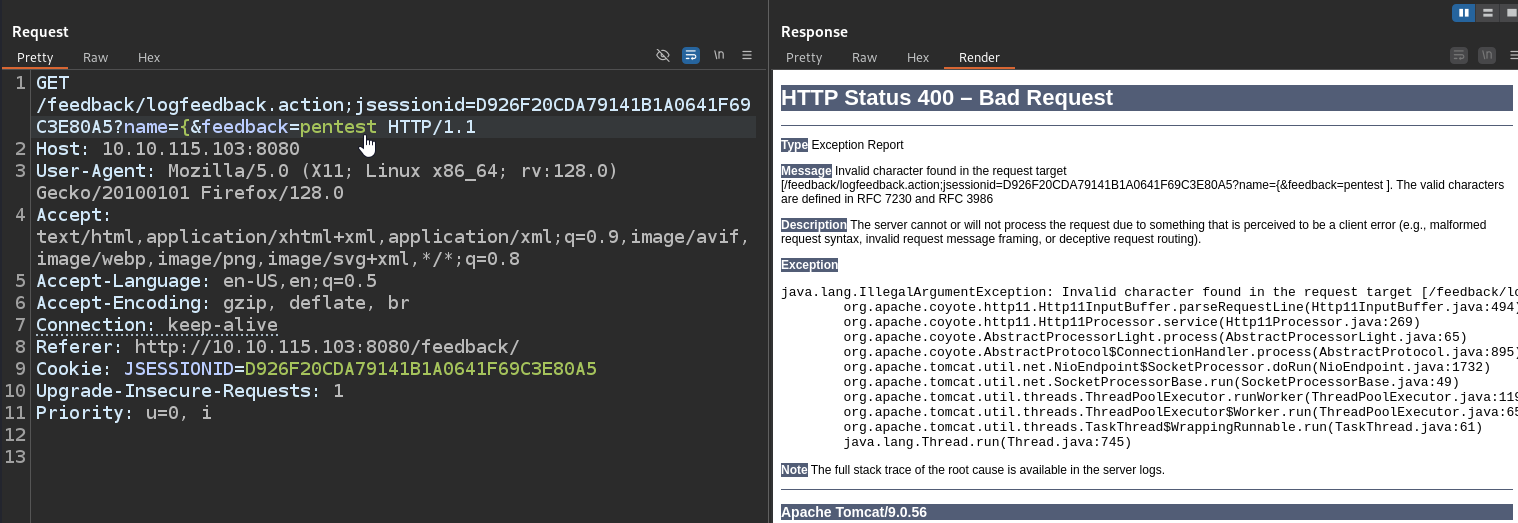 Request
Pretty Raw Hex \n
1 GET
/feedback/logfeedback.action;jsessionid=D926F20CDA79141B1A0641F69
C3E80A5?name={&feedback=pentest HTTP/1.1
2 Host: 10.10.115.103:8080
3 User-Agent: Mozilla/5.0 (X11; Linux x86_64; rv:128.0)
Gecko/20100101 Firefox/128.0
4 Accept:
text/html,application/xhtml+xml,application/xml;q=0.9,image/avif,
image/webp,image/png,image/svg+xml,*/*;q=0.8
5 Accept-Language: en-US,en;q=0.5
6 Accept-Encoding: gzip, deflate, br
7 Connection: keep-alive
8 Referer: http://10.10.115.103:8080/feedback/
9 Cookie: JSESSIONID=D926F20CDA79141B1A0641F69C3E80A5
10 Upgrade-Insecure-Requests: 1
11 Priority: u=0, i
12
13
Response
Pretty Raw Hex Render \n
HTTP Status 400 – Bad Request
Type Exception Report
Message Invalid character found in the request target
[/feedback/logfeedback.action;jsessionid=D926F20CDA79141B1A0641F69C3E80A5?name={&feedback=pentest ]. The valid characters
are defined in RFC 7230 and RFC 3986
Description The server cannot or will not process the request due to something that is perceived to be a client error (e.g., malformed
request syntax, invalid request message framing, or deceptive request routing).
Exception
java.lang.IllegalArgumentException: Invalid character found in the request target [/feedback/lo
org.apache.coyote.http11.Http11InputBuffer.parseRequestLine(Http11InputBuffer.java:494)
org.apache.coyote.http11.Http11Processor.service(Http11Processor.java:269)
org.apache.coyote.AbstractProcessorLight.process(AbstractProcessorLight.java:65)
org.apache.coyote.AbstractProtocol$ConnectionHandler.process(AbstractProtocol.java:895)
org.apache.tomcat.util.net.NioEndpoint$SocketProcessor.doRun(NioEndpoint.java:1732)
org.apache.tomcat.util.net.SocketProcessorBase.run(SocketProcessorBase.java:49)
org.apache.tomcat.util.threads.ThreadPoolExecutor.runWorker(ThreadPoolExecutor.java:119
org.apache.tomcat.util.threads.ThreadPoolExecutor$Worker.run(ThreadPoolExecutor.java:65
org.apache.tomcat.util.threads.TaskThread$WrappingRunnable.run(TaskThread.java:61)
java.lang.Thread.run(Thread.java:745)
Note The full stack trace of the root cause is available in the server logs.
Apache Tomcat/9.0.56